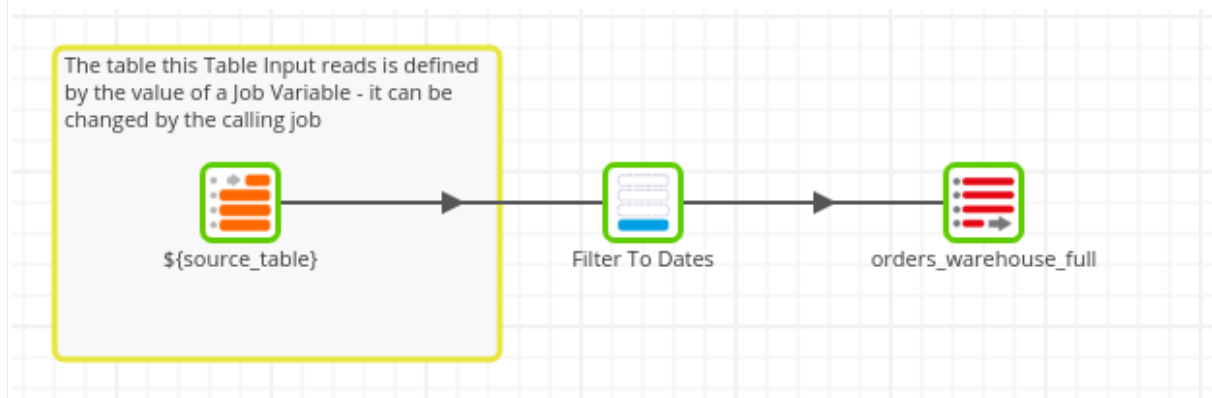 The table this Table Input reads is defined
by the value of a Job Variable - it can be
changed by the calling job
${source_table}
Filter To Dates
orders_warehouse_full